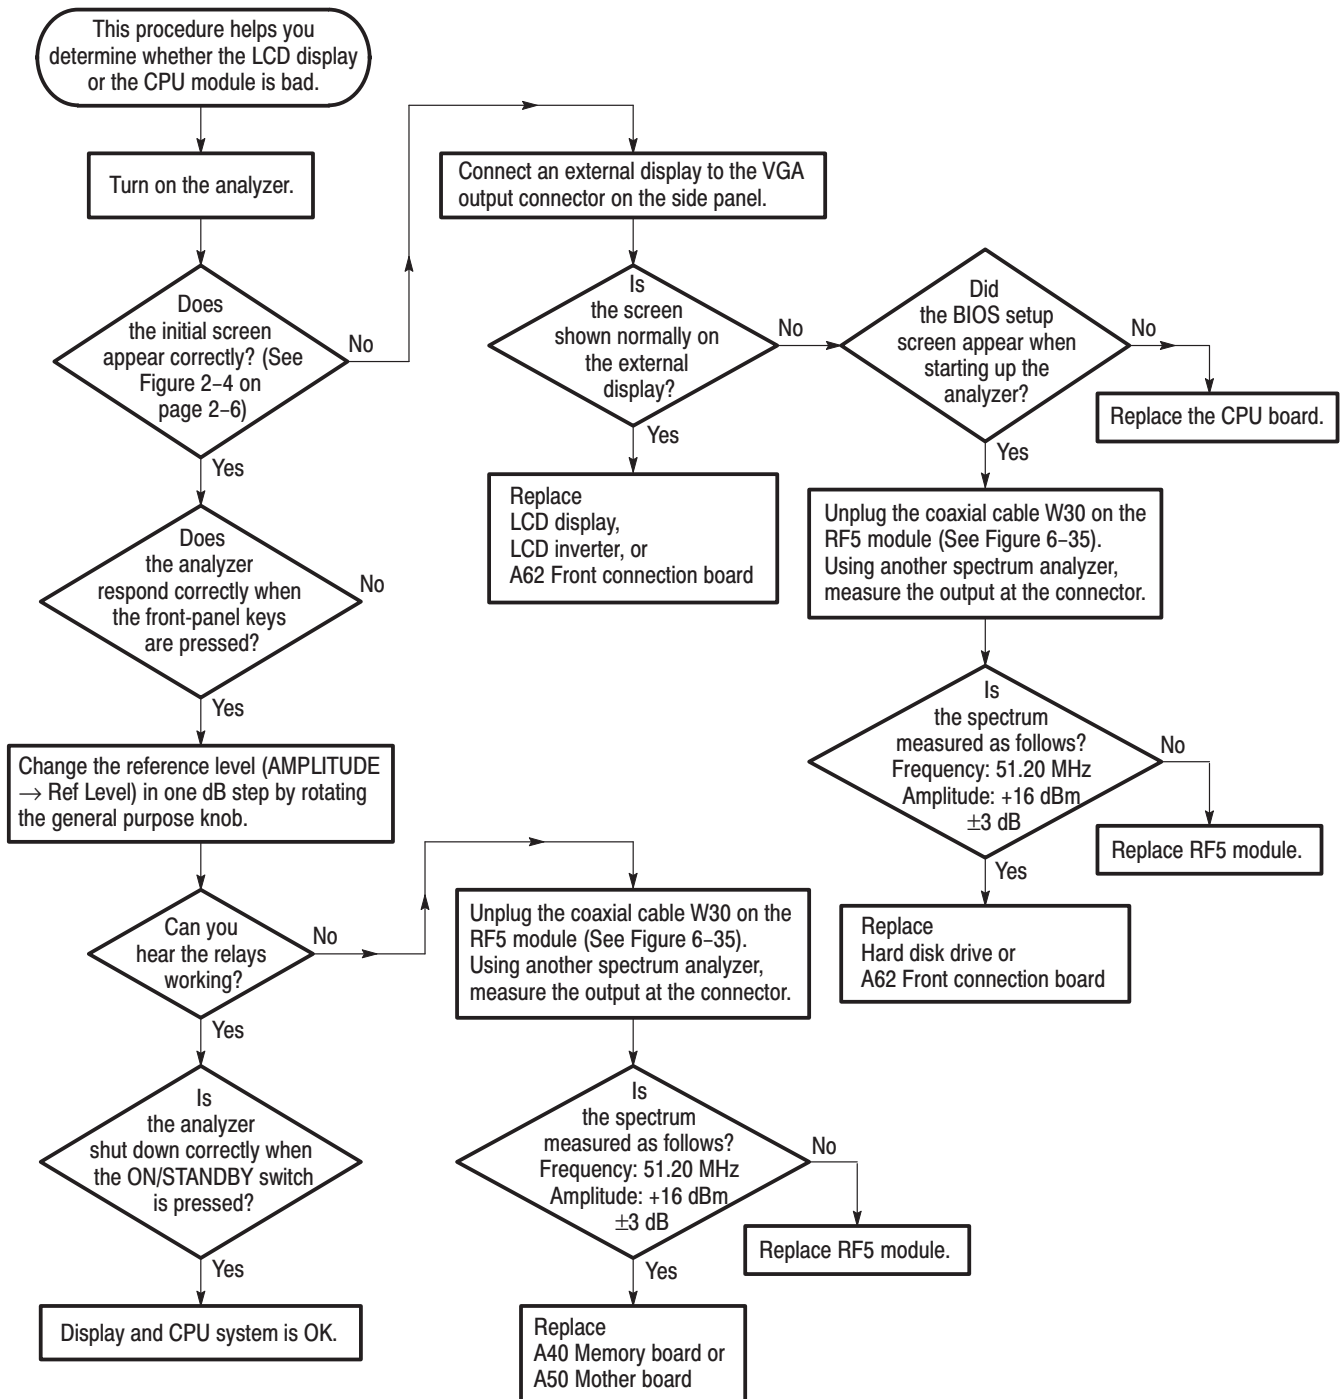 This procedure helps you
determine whether the LCD display
or the CPU module is bad.
Turn on the analyzer.
Does
the initial screen
appear correctly? (See
Figure 2–4 on
page 2–6)
No
Yes
Does
the analyzer
respond correctly when
the front-panel keys
are pressed?
No
Yes
Change the reference level (AMPLITUDE
→ Ref Level) in one dB step by rotating
the general purpose knob.
Can you
hear the relays
working?
No
Yes
Is
the analyzer
shut down correctly when
the ON/STANDBY switch
is pressed?
Yes
Display and CPU system is OK.
Connect an external display to the VGA
output connector on the side panel.
Is
the screen
shown normally on
the external
display?
No
Yes
Replace
LCD display,
LCD inverter, or
A62 Front connection board
Did
the BIOS setup
screen appear when
starting up the
analyzer?
No
Replace the CPU board.
Yes
Unplug the coaxial cable W30 on the
RF5 module (See Figure 6–35).
Using another spectrum analyzer,
measure the output at the connector.
Is
the spectrum
measured as follows?
Frequency: 51.20 MHz
Amplitude: +16 dBm
±3 dB
No
Replace RF5 module.
Yes
Replace
Hard disk drive or
A62 Front connection board
Unplug the coaxial cable W30 on the
RF5 module (See Figure 6–35).
Using another spectrum analyzer,
measure the output at the connector.
Is
the spectrum
measured as follows?
Frequency: 51.20 MHz
Amplitude: +16 dBm
±3 dB
No
Replace RF5 module.
Yes
Replace
A40 Memory board or
A50 Mother board